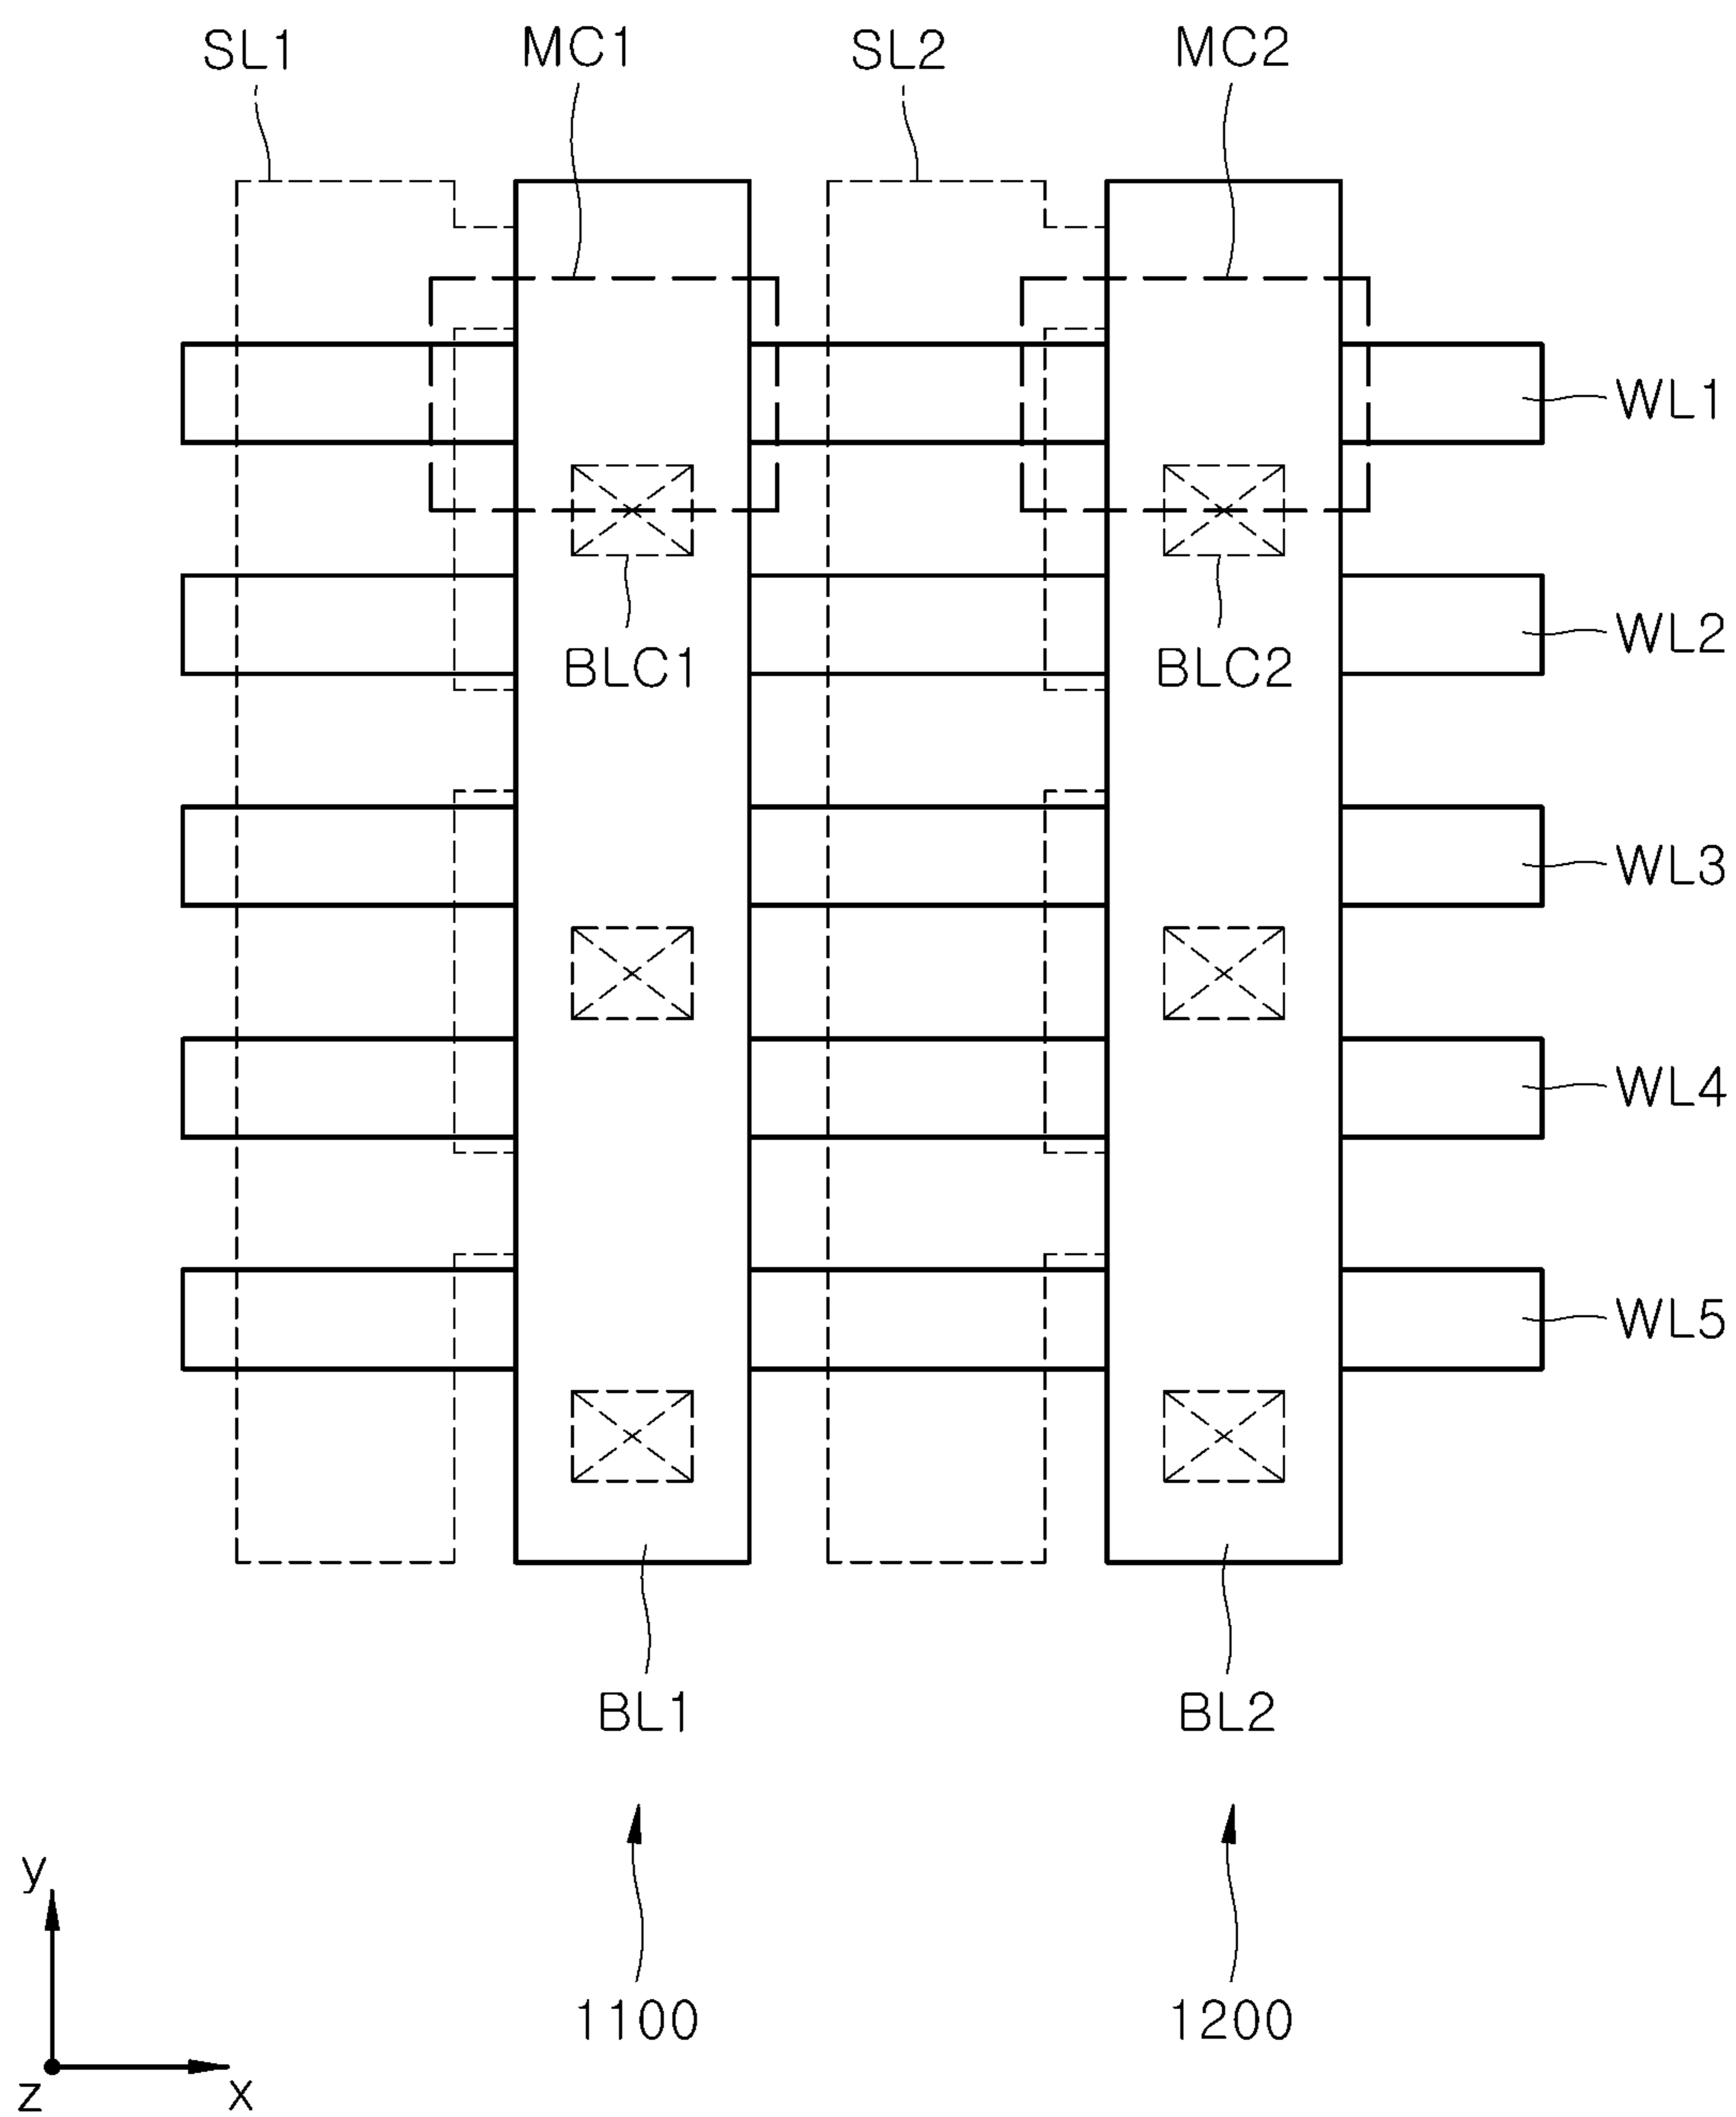 SL1 MC1 SL2 MC2
WL1
WL2
BLC1 BLC2
WL3
WL4
WL5
BL1 BL2
y
1100 1200
z x